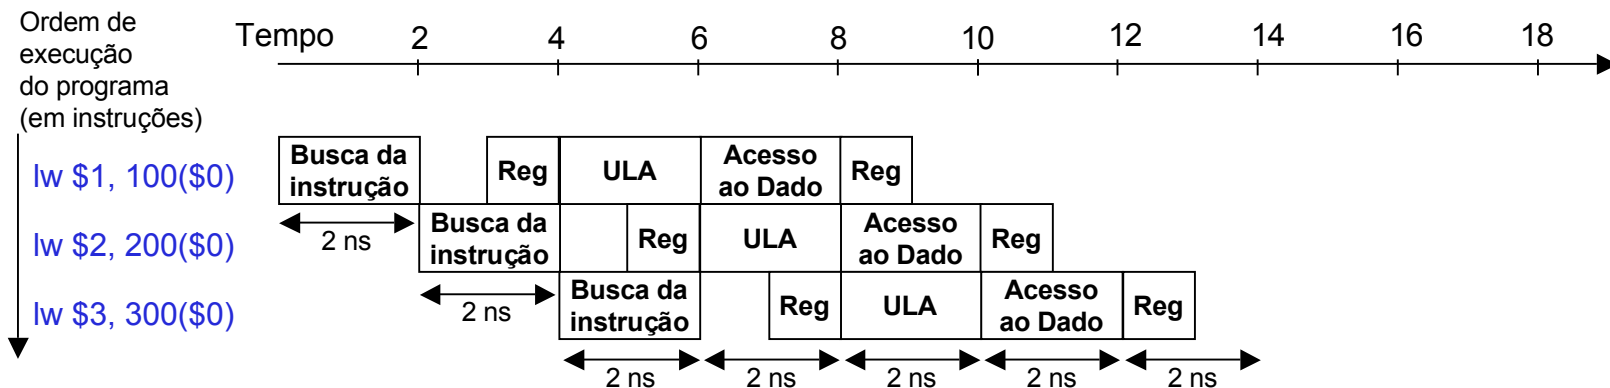 Ordem de
execução
do programa
(em instruções)
Tempo 2 4 6 8 10 12 14 16 18
lw $1, 100($0)
Busca da
instrução
Reg
ULA
Acesso
ao Dado
Reg
2 ns
lw $2, 200($0)
Busca da
instrução
Reg
ULA
Acesso
ao Dado
Reg
2 ns
lw $3, 300($0)
Busca da
instrução
Reg
ULA
Acesso
ao Dado
Reg
2 ns 2 ns 2 ns 2 ns 2 ns